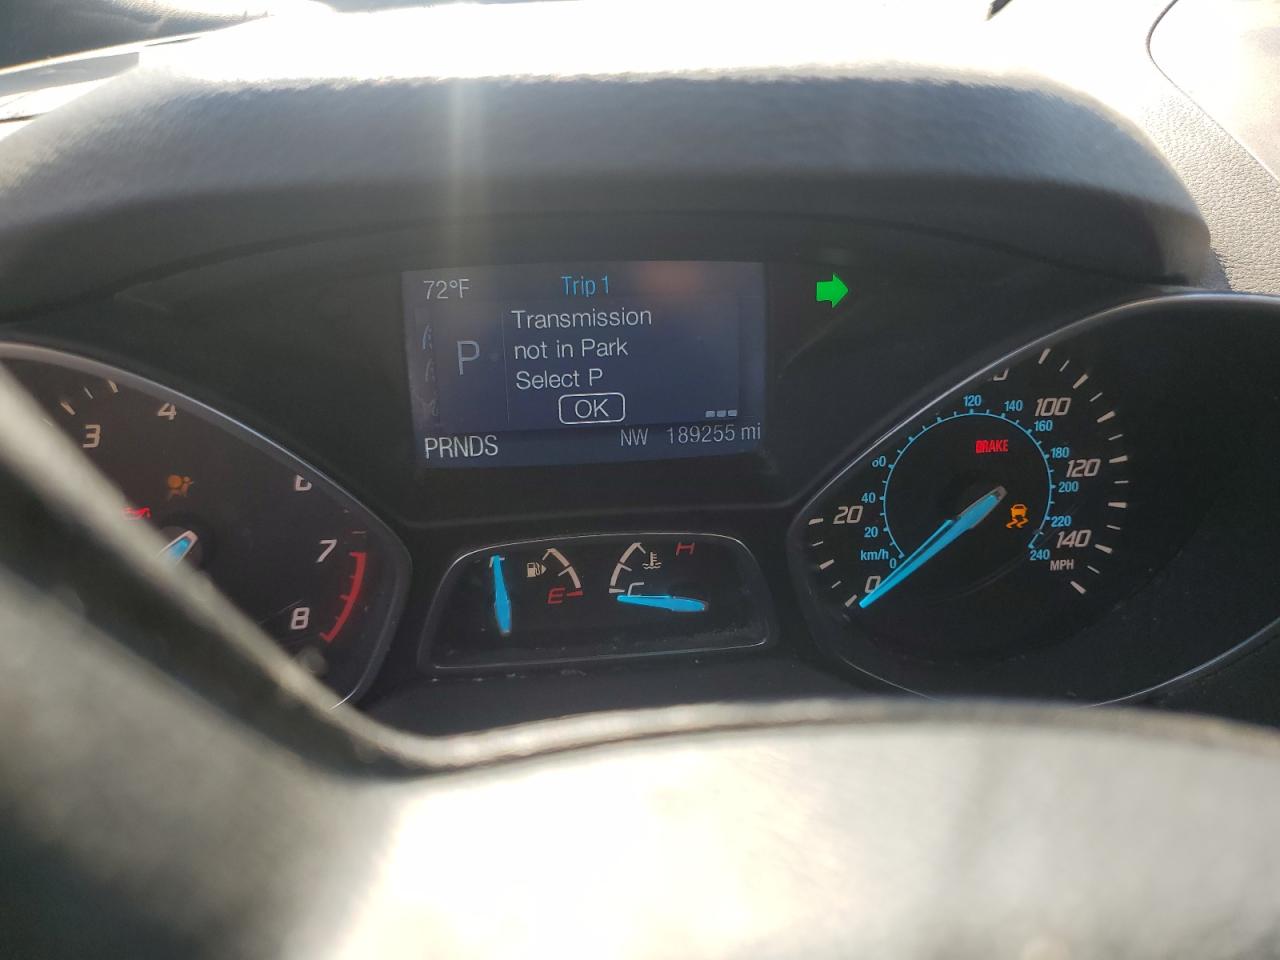 72°F Trip 1
Transmission
P not in Park
Select P
OK
PRNDS NW 189255 mi
3 4 6 7 8
E
C H
0 20 100 120 140
MPH
km/h 0 20 40 120 140 160 180 200 220 240
BRAKE